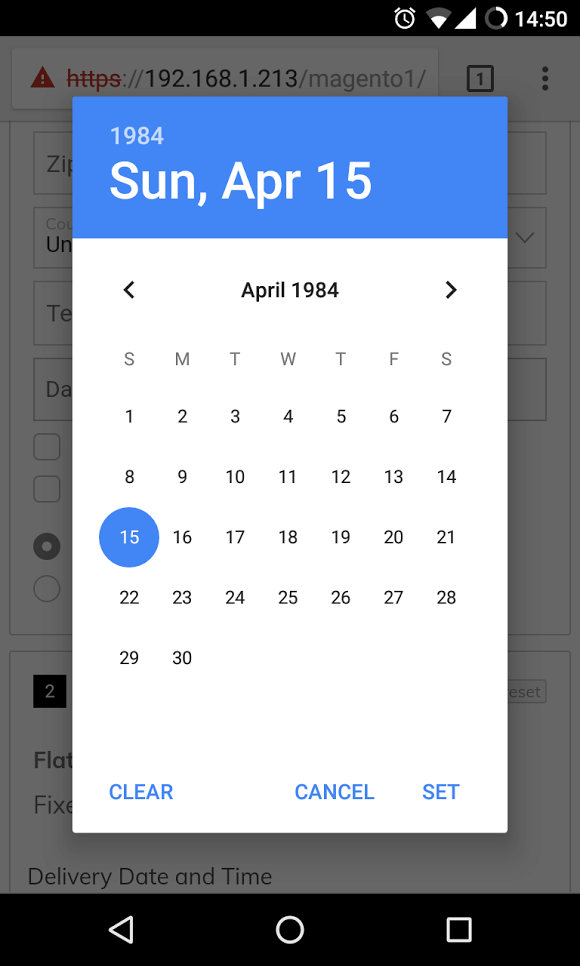 14:50
https://192.168.1.213/magento1/
1
1984
Sun, Apr 15
April 1984
S M T W T F S
1 2 3 4 5 6 7
8 9 10 11 12 13 14
15 16 17 18 19 20 21
22 23 24 25 26 27 28
29 30
2
CLEAR CANCEL SET
Delivery Date and Time